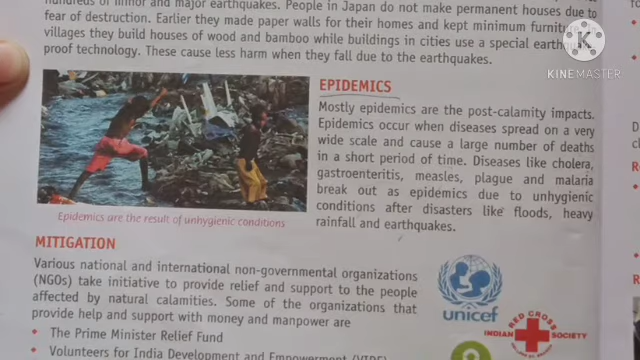 hundreds of minor and major earthquakes. People in Japan do not make permanent houses due to
fear of destruction. Earlier they made paper walls for their homes and kept minimum
villages they build houses of wood and bamboo while buildings in cities use a special
proof technology. These cause less harm when they fall due to the earthquakes.
KINEMASTER
EPIDEMICS
Mostly epidemics are the post-calamity impacts.
Epidemics occur when diseases spread on a very
wide scale and cause a large number of deaths
in a short period of time. Diseases like cholera,
gastroenteritis, measles, plague and malaria
break out as epidemics due to unhygienic
conditions after disasters like floods, heavy
rainfall and earthquakes.
Epidemics are the result of unhygienic conditions
MITIGATION
Various national and international non-governmental organizations
(NGOs) take initiative to provide relief and support to the people
affected by natural calamities. Some of the organizations that
provide help and support with money and manpower are
• The Prime Minister Relief Fund
• Volunteers for India Development and Empowerment
unicef
INDIAN RED CROSS SOCIETY